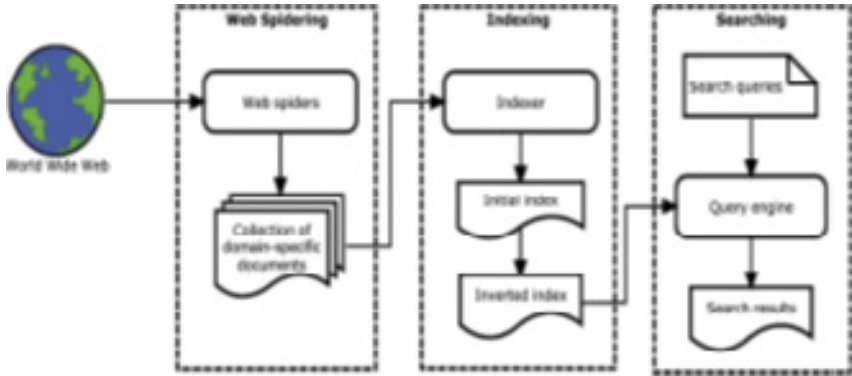 Web Spidering
Indexing
Searching
World Wide Web
Web spiders
Collection of
domain-specific
documents
Indexer
Initial index
Inverted index
Search queries
Query engine
Search results